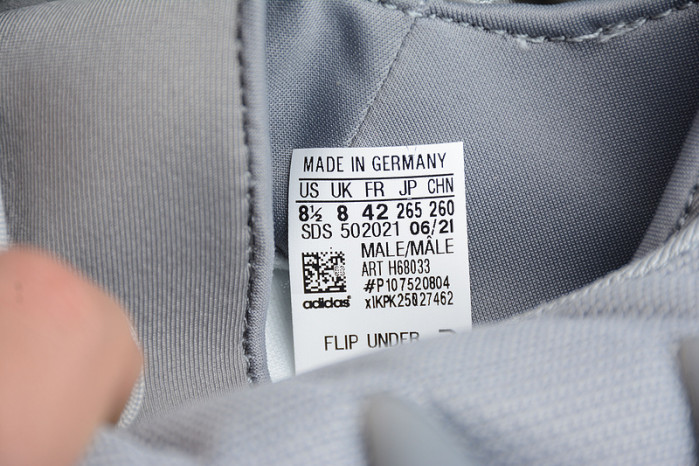 MADE IN GERMANY
US UK FR JP CHN
8½ 8 42 265 260
SDS 502021 06/21
MALE/MÂLE
ART H68033
#P107520804
x1KPK25027462
adidas
FLIP UNDER